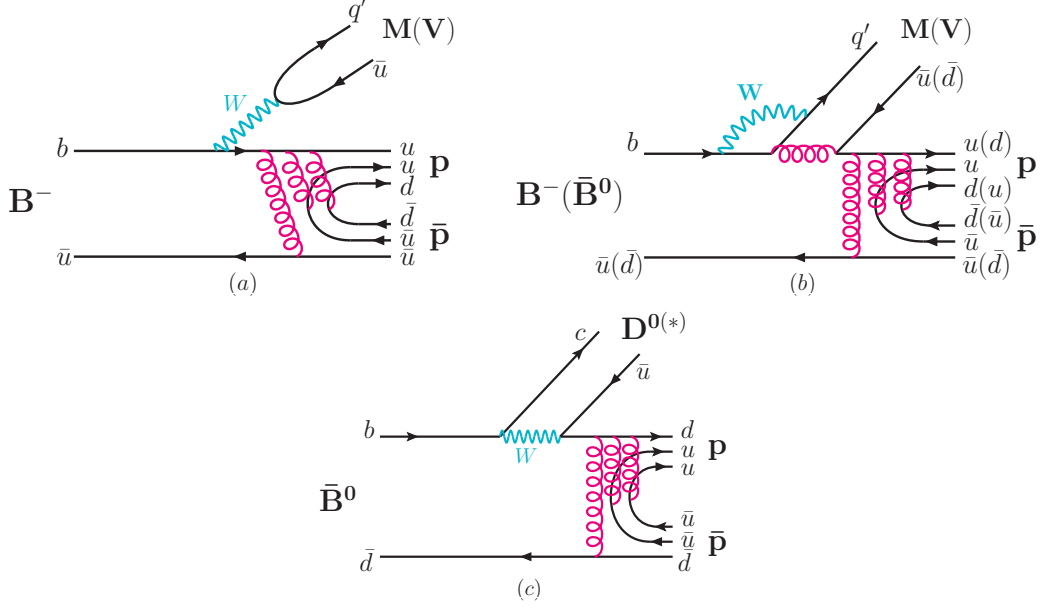 q′ M(V)
ū
W
b u
u p
d
B⁻
d̄
ū p̄
ū ū
(a)
q′ M(V)
ū(d̄)
W
b u(d)
u p
d(u)
B⁻(B̄⁰)
d̄(ū)
ū p̄
ū(d̄) ū(d̄)
(b)
c D⁰⁽*⁾
ū
b d
W u p
u
B̄⁰
ū
ū p̄
d̄ d̄
(c)